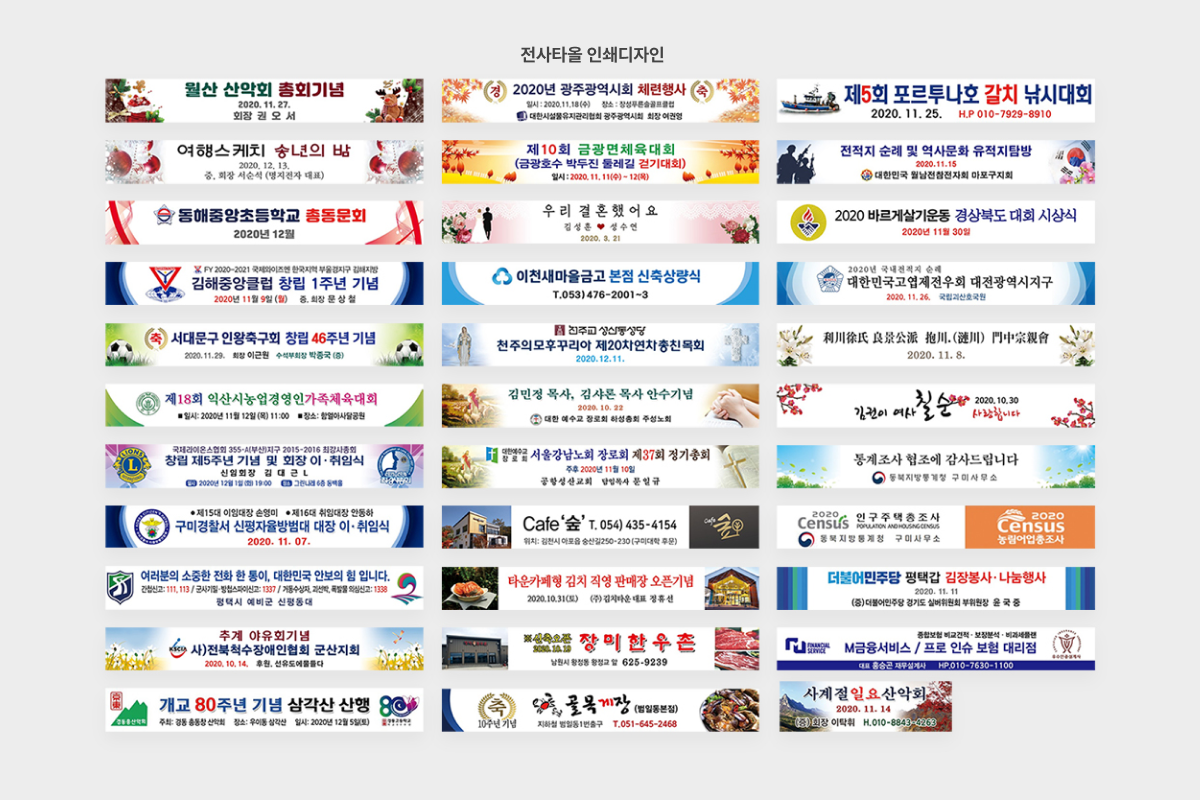 전사타올 인쇄디자인
월산 산악회 총회기념
2020. 11. 27.
회장 권 오 서
여행스케치 송년의 밤
2020. 12. 13.
증. 회장 서순석 (명지전자 대표)
동해중앙초등학교 총동문회
2020년 12월
FY 2020~2021 국제와이즈멘 한국지역 부울경지구 김해지방
김해중앙클럽 창립 1주년 기념
2020년 11월 9일 (월) 증. 회장 문 상 철
축
서대문구 인왕축구회 창립 46주년 기념
2020.11.29. 회장 이근원 수석부회장 박종국 (증)
제18회 익산시농업경영인가족체육대회
■ 일시: 2020년 11월 12일 (목) 11:00 ■ 장소: 함열아사달공원
국제라이온스협회 355-A(부산)지구 2015-2016 최강사총회
LIONS
L
창립 제5주년 기념 및 회장 이·취임식
신임회장 김 대 근 L
2020년 12월 1일 (화) 19:00 그린나래 6층 동백홀
●제15대 이임대장 손영미 ●제16대 취임대장 안동하
구미경찰서 신평자율방범대 대장 이·취임식
2020. 11. 07.
여러분의 소중한 전화 한 통이, 대한민국 안보의 힘 입니다.
간첩신고: 111, 113 / 군사기밀·방첩스파이신고: 1337 / 거동수상자, 괴선박, 폭발물 의심신고: 1338
평택시 예비군 신평동대
추계 야유회기념
KSCIA
사)전북척수장애인협회 군산지회
2020. 10. 14. 후원. 선유도에물들다
개교 80주년 기념 삼각산 산행
경동총산악회
주최: 경동 총동창 산악회 장소: 우이동 삼각산 일시: 2020년 12월 5일(토)
80
경동고등학교
경
2020년 광주광역시회 체련행사
축
일시 : 2020.11.18 (수) 장소 : 장성푸른솔골프클럽
대한시설물유지관리협회 광주광역시회 회장 여권영
제10회 금광면체육대회
(금광호수 박두진 둘레길 걷기대회)
일시 : 2020. 11. 11(수) ~ 12(목)
우리 결혼했어요
김성훈 ♥ 성수연
2020. 3. 21
이천새마을금고 본점 신축상량식
T.053) 476-2001~3
천주교 성산동성당
천주의모후꾸리아 제20차연차총친목회
2020.12.11.
김민정 목사, 김샤론 목사 안수기념
2020. 10. 22
대한 예수교 장로회 하성총회 주성노회
대한예수교
장로회
서울강남노회 장로회 제37회 정기총회
주후 2020년 11월 10일
공항성산교회 담임목사 문일규
Cafe '숲' T. 054) 435-4154
위치: 김천시 아포읍 송산길250-230 (구미대학 후문)
Cafe 숲
타운카페형 김치 직영 판매장 오픈기념
2020.10.31(토) (주)김치타운 대표 정휴선
2020. 10. 19
장미한우촌
남원시 왕정동 황정교 앞 625-9239
축
10주년 기념
골목게장 (범일동본점)
지하철 범일동1번출구 T.051-645-2468
제5회 포르투나호 갈치 낚시대회
2020. 11. 25. H.P 010-7929-8910
전적지 순례 및 역사문화 유적지탐방
2020.11.15
대한민국 월남전참전자회 마포구지회
2020 바르게살기운동 경상북도 대회 시상식
2020년 11월 30일
2020년 국내전적지 순례
대한민국고엽제전우회 대전광역시지구
2020. 11. 26. 국립괴산호국원
利川徐氏 良景公派 抱川.(漣川) 門中宗親會
2020. 11. 8.
김권이 여사 칠순
2020, 10,30
사랑합니다
통계조사 협조에 감사드립니다
동북지방통계청 구미사무소
2020
Census
인구주택총조사
POPULATION AND HOUSING CENSUS
동북지방통계청 구미사무소
2020
Census
농림어업총조사
더불어민주당 평택갑 김장봉사·나눔행사
2020. 11. 11
(증)더불어민주당 경기도 실버위원회 부위원장 윤 국 중
종합보험 비교견적 · 보장분석 · 비과세플랜
FINANCIAL
SERVICE
M금융서비스 / 프로 인슈 보험 대리점
우수인증설계사
대표 홍승곤 재무설계사 HP.010-7630-1100
사계절일요산악회
2020. 11. 14
(증) 회장 이탁휘 H.010-8843-4263